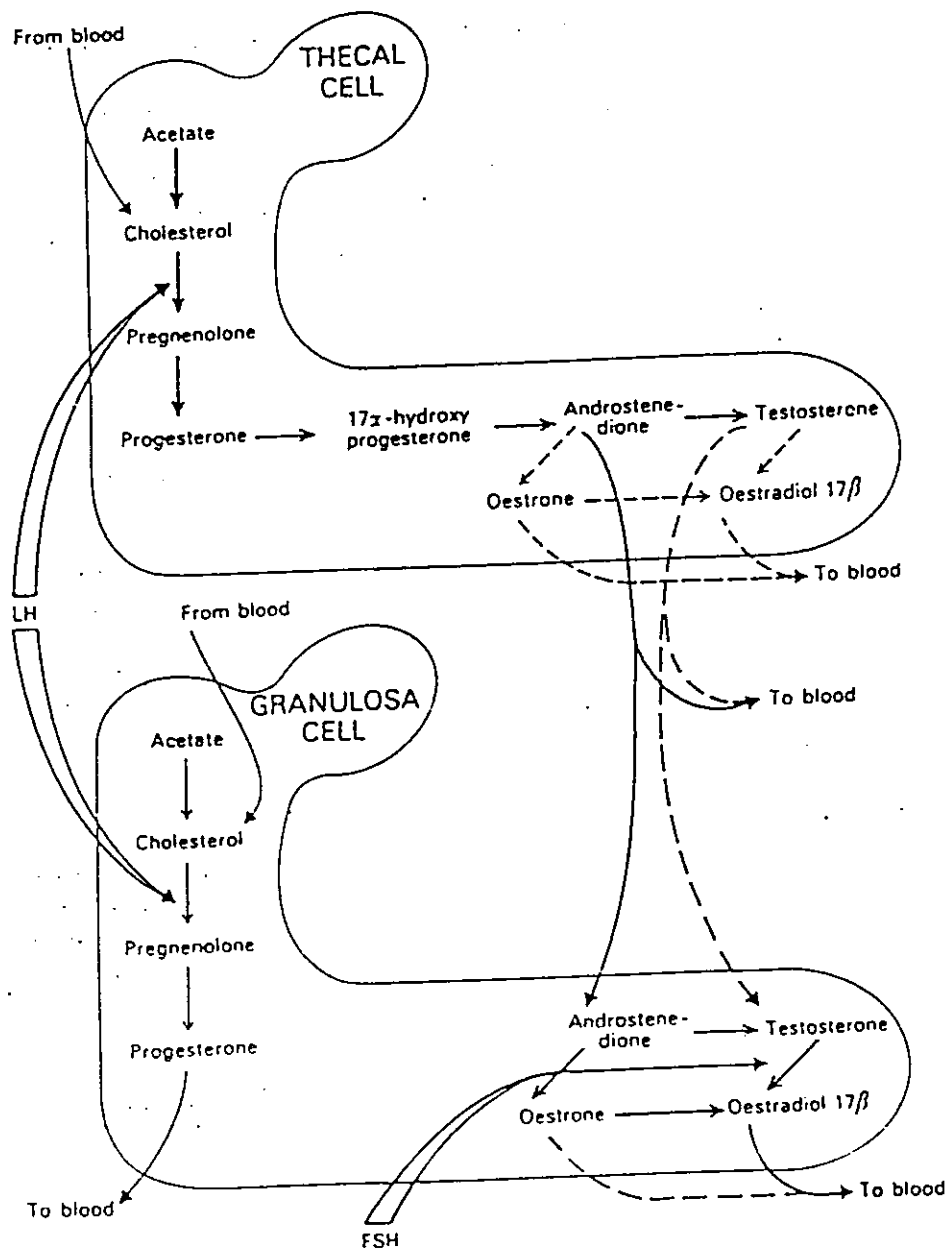 From blood
THECAL
CELL
Acetate
Cholesterol
Pregnenolone
Progesterone
17α-hydroxy
progesterone
Androstene-
dione
Testosterone
Oestrone
Oestradiol 17β
To blood
LH
From blood
To blood
GRANULOSA
CELL
Acetate
Cholesterol
Pregnenolone
Progesterone
Androstene-
dione
Testosterone
Oestrone
Oestradiol 17β
To blood
To blood
FSH